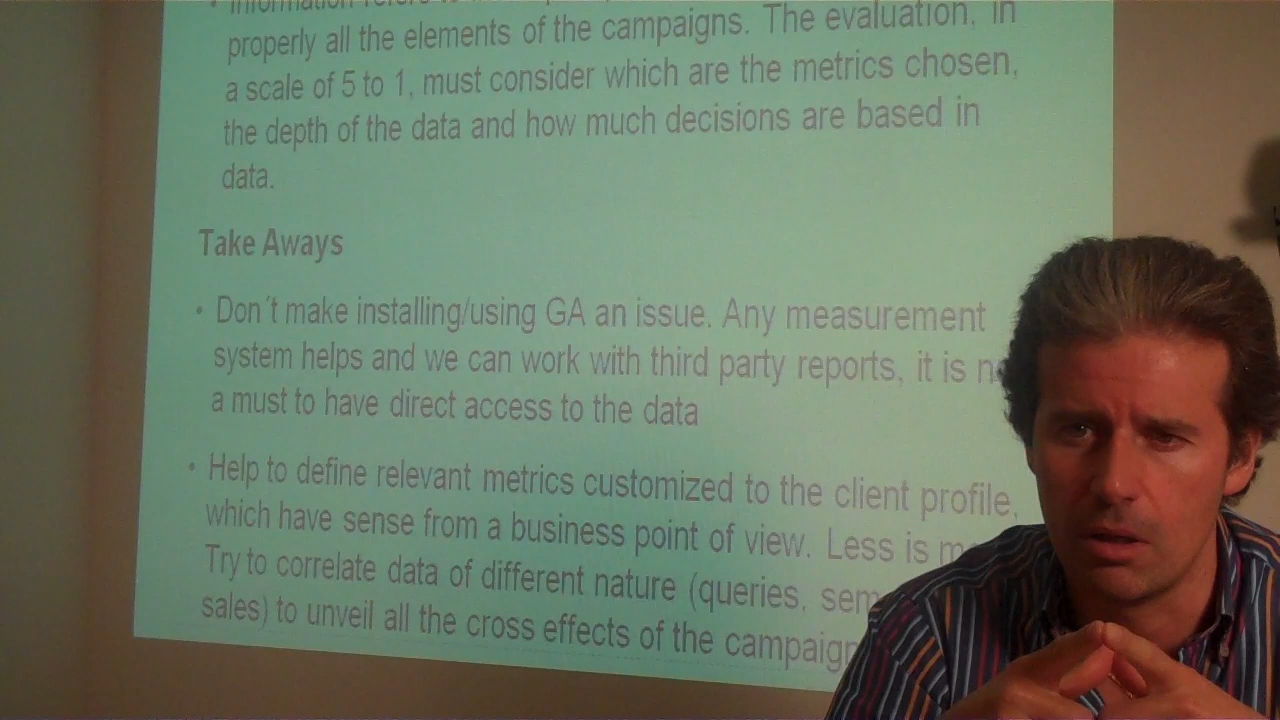 • Information refers to
properly all the elements of the campaigns. The evaluation, in
a scale of 5 to 1, must consider which are the metrics chosen,
the depth of the data and how much decisions are based in
data.
Take Aways
• Don´t make installing/using GA an issue. Any measurement
system helps and we can work with third party reports, it is
a must to have direct access to the data
• Help to define relevant metrics customized to the client profile,
which have sense from a business point of view. Less is
Try to correlate data of different nature (queries,
sales) to unveil all the cross effects of the